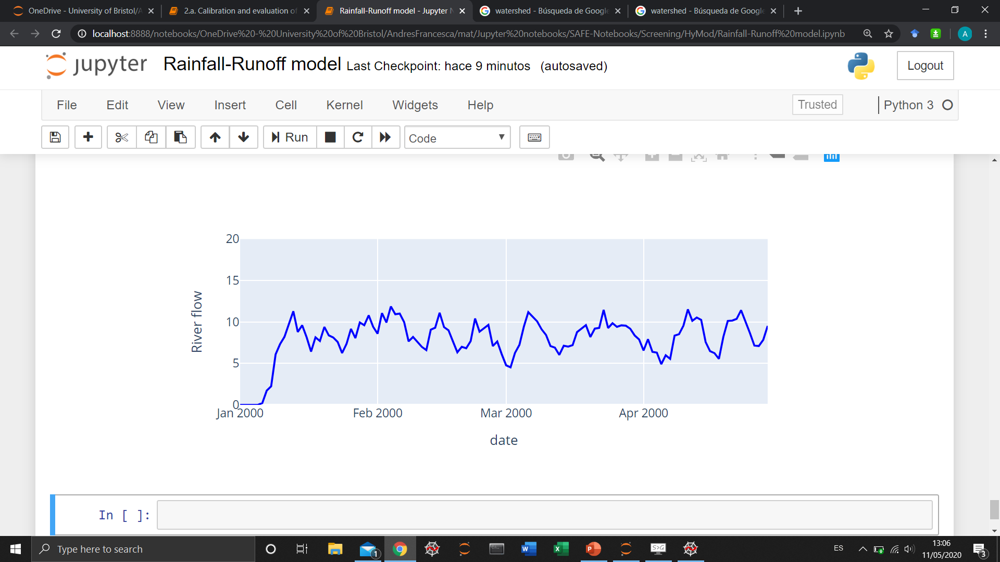 OneDrive - University of Bristol/A
2.a. Calibration and evaluation of
Rainfall-Runoff model - Jupyter N
watershed - Búsqueda de Google
watershed - Búsqueda de Google
localhost:8888/notebooks/OneDrive%20-%20University%20of%20Bristol/AndresFrancesca/mat/Jupyter%20notebooks/SAFE-Notebooks/Screening/HyMod/Rainfall-Runoff%20model.ipynb
A
jupyter Rainfall-Runoff model Last Checkpoint: hace 9 minutos (autosaved)
Logout
File Edit View Insert Cell Kernel Widgets Help
Trusted
Python 3
Run
Code
20
15
10
5
0
River flow
Jan 2000 Feb 2000 Mar 2000 Apr 2000
date
In [ ]:
Type here to search
1
W
X
P
S>G
ES
13:06
11/05/2020
3